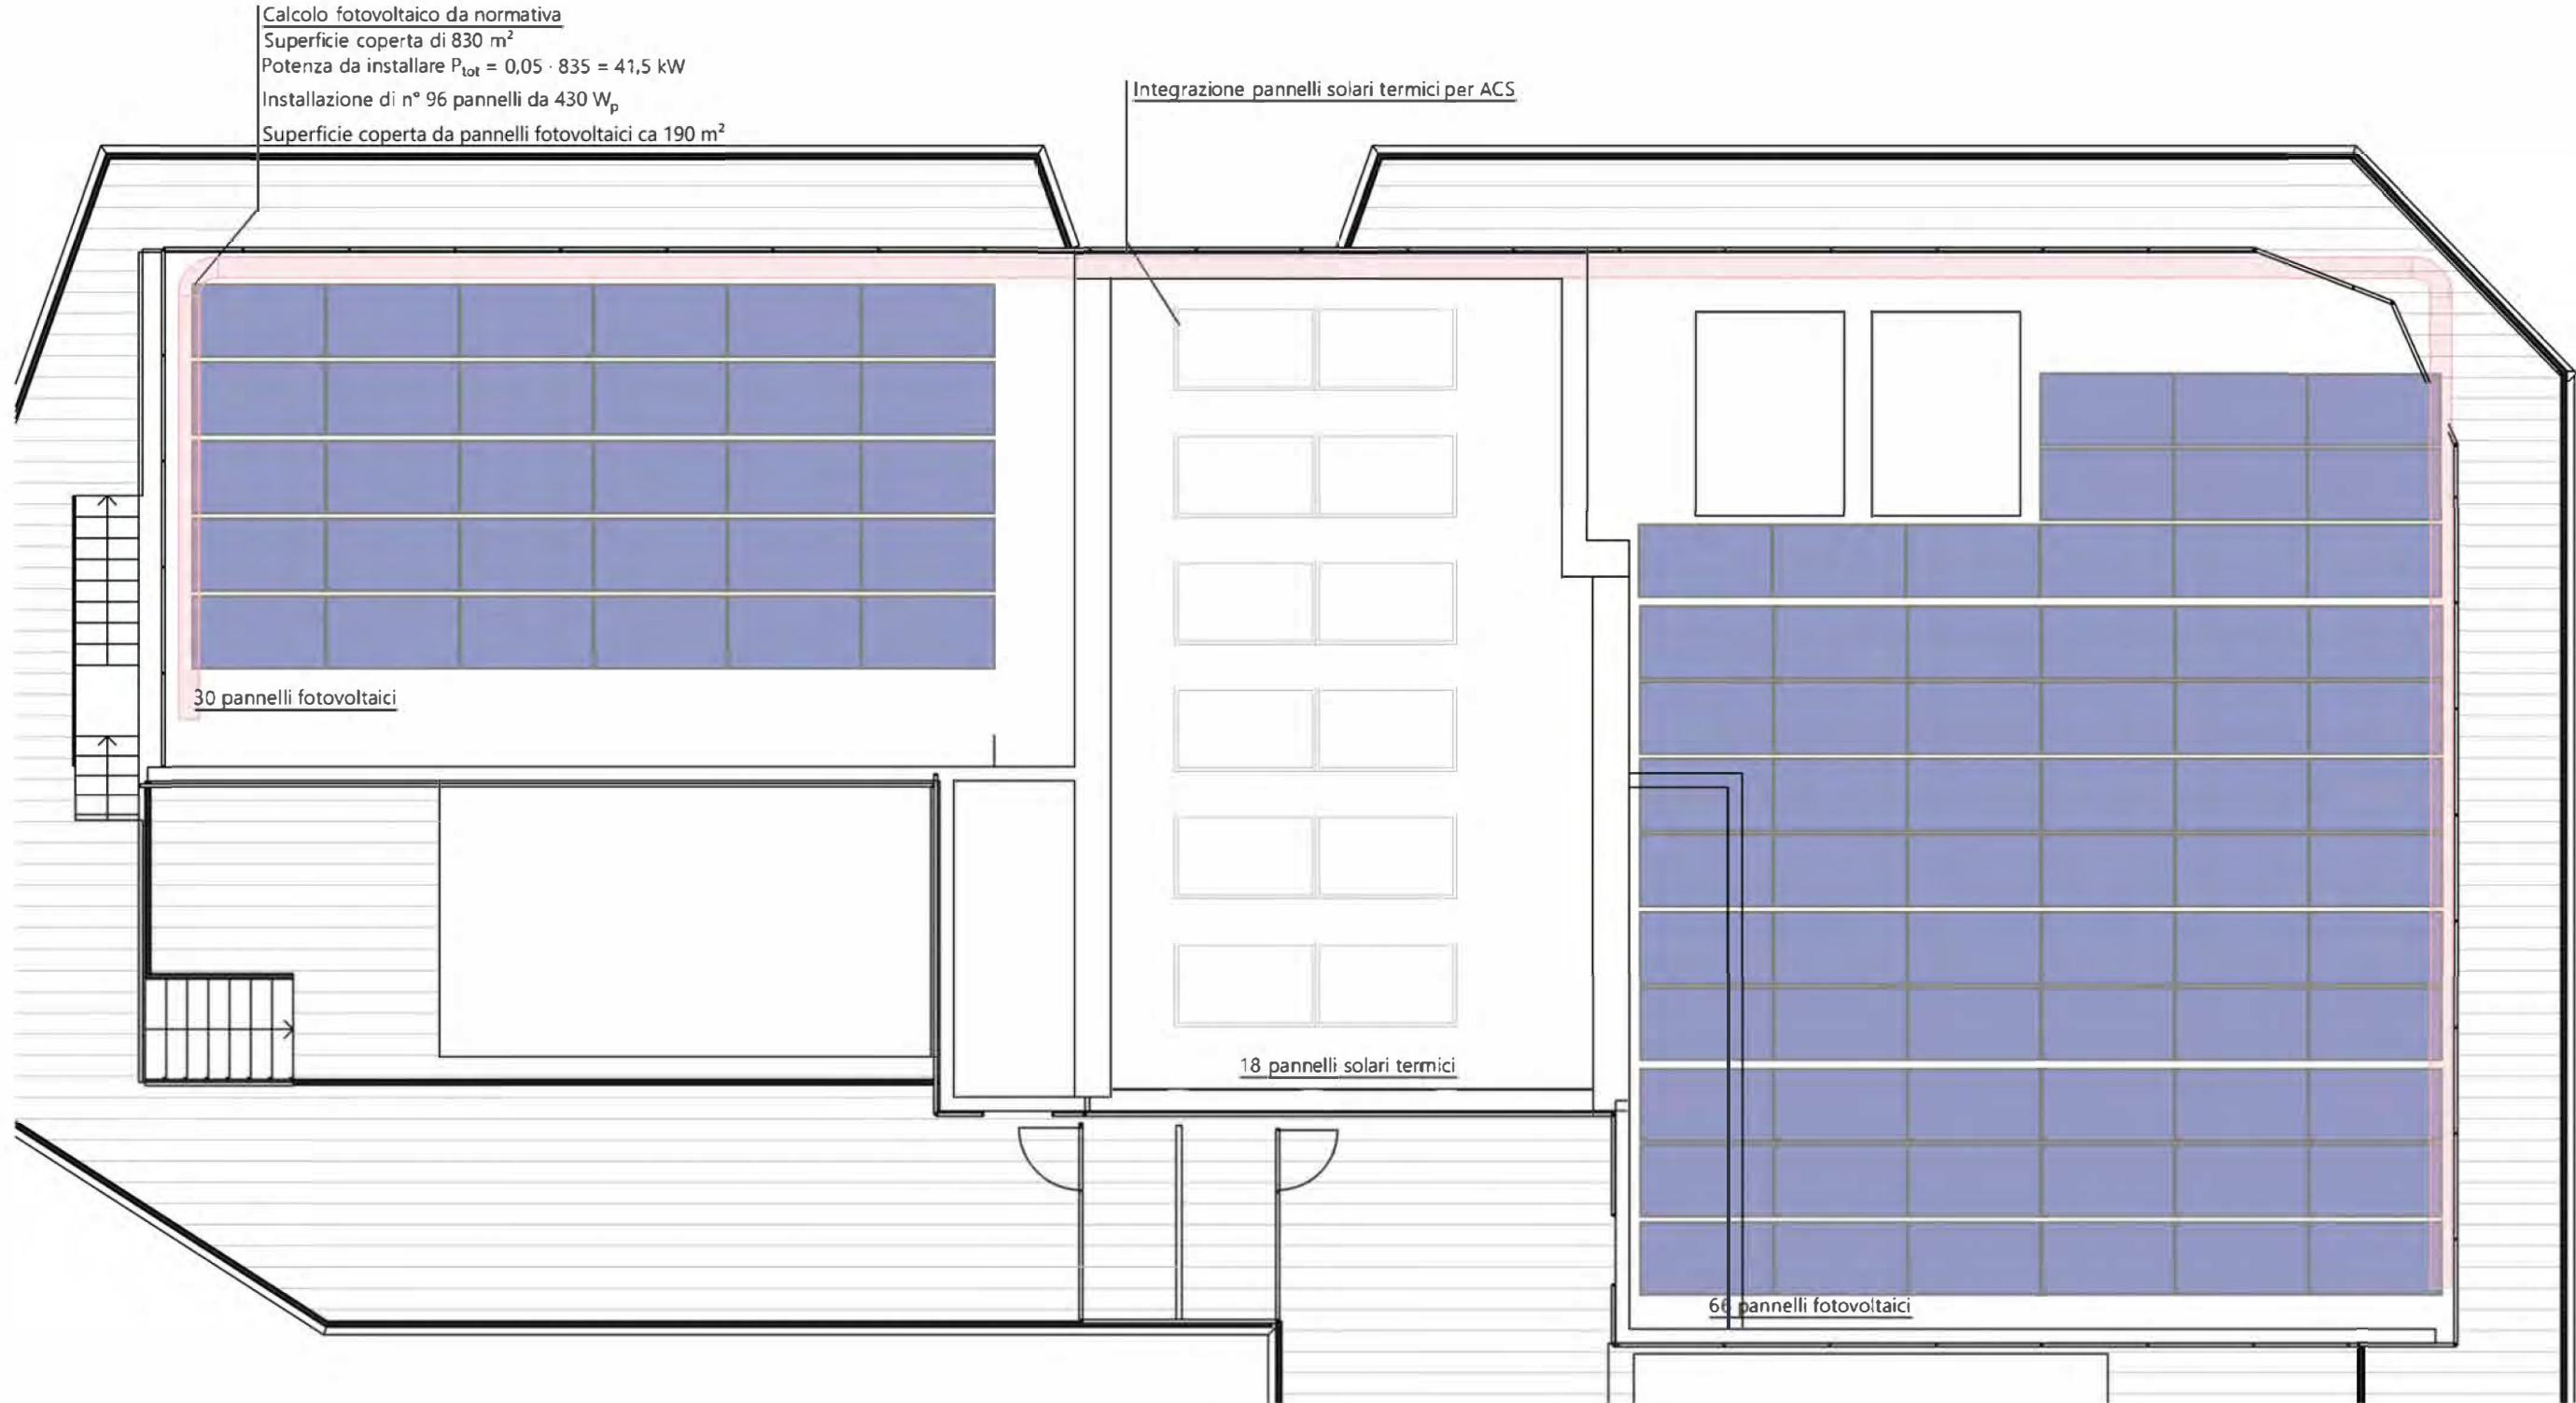 Calcolo fotovoltaico da normativa
Superficie coperta di 830 m²
Potenza da installare Ptot = 0,05 · 835 = 41,5 kW
Installazione di n° 96 pannelli da 430 Wp
Superficie coperta da pannelli fotovoltaici ca 190 m²
Integrazione pannelli solari termici per ACS
30 pannelli fotovoltaici
18 pannelli solari termici
66 pannelli fotovoltaici